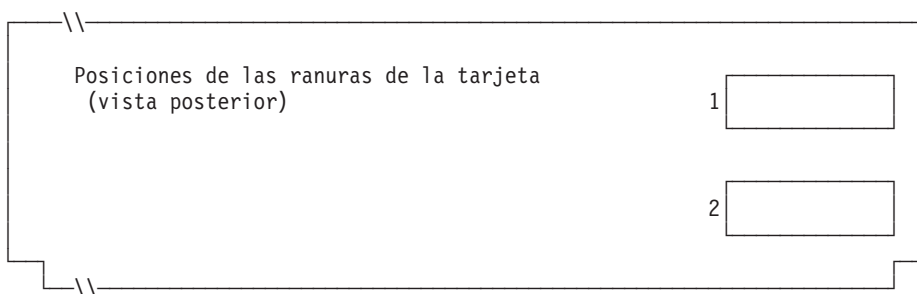 Posiciones de las ranuras de la tarjeta
(vista posterior)
1
2